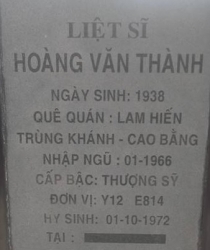 LIỆT SĨ
HOÀNG VĂN THÀNH
NGÀY SINH: 1938
QUÊ QUÁN : LAM HIẾN
TRÙNG KHÁNH - CAO BẰNG
NHẬP NGŨ : 01-1966
CẤP BẬC: THƯỢNG SỸ
ĐƠN VỊ: Y12 E814
HY SINH: 01-10-1972
TẠI :